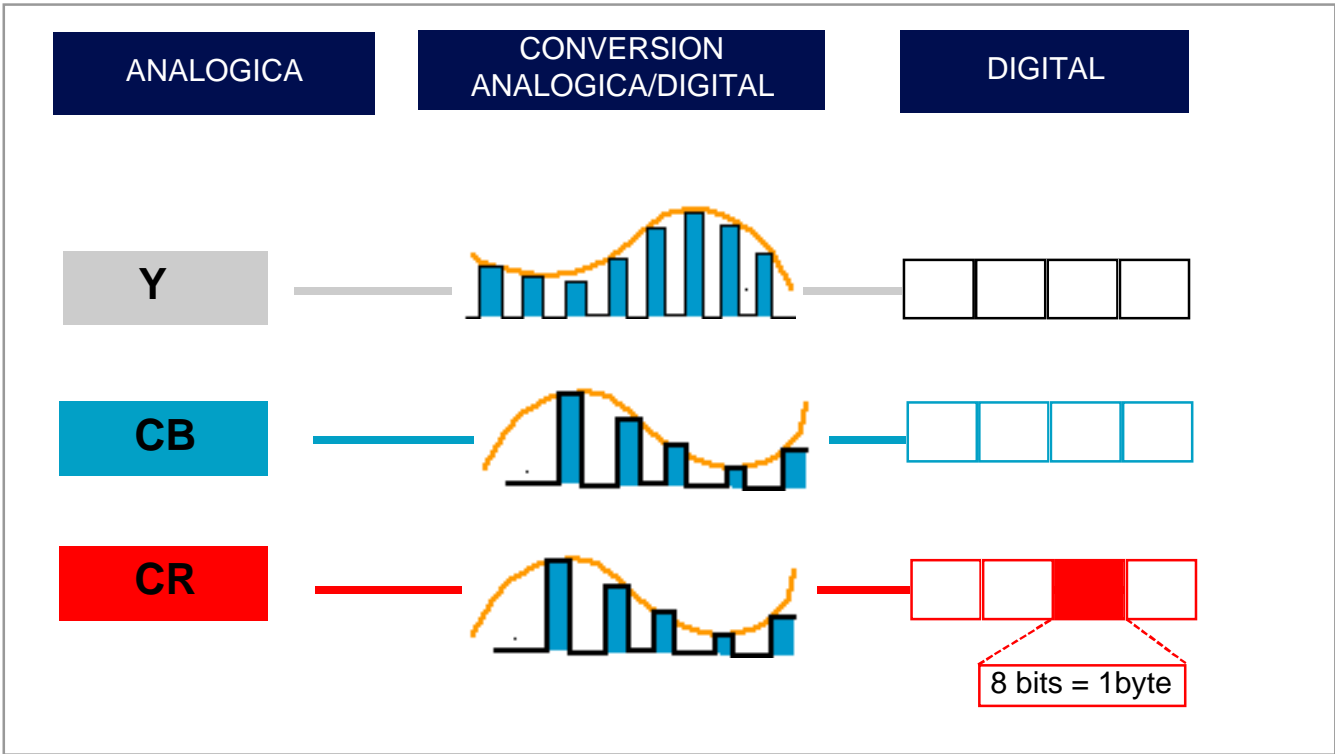 ANALOGICA
CONVERSION
ANALOGICA/DIGITAL
DIGITAL
Y
CB
CR
8 bits = 1byte